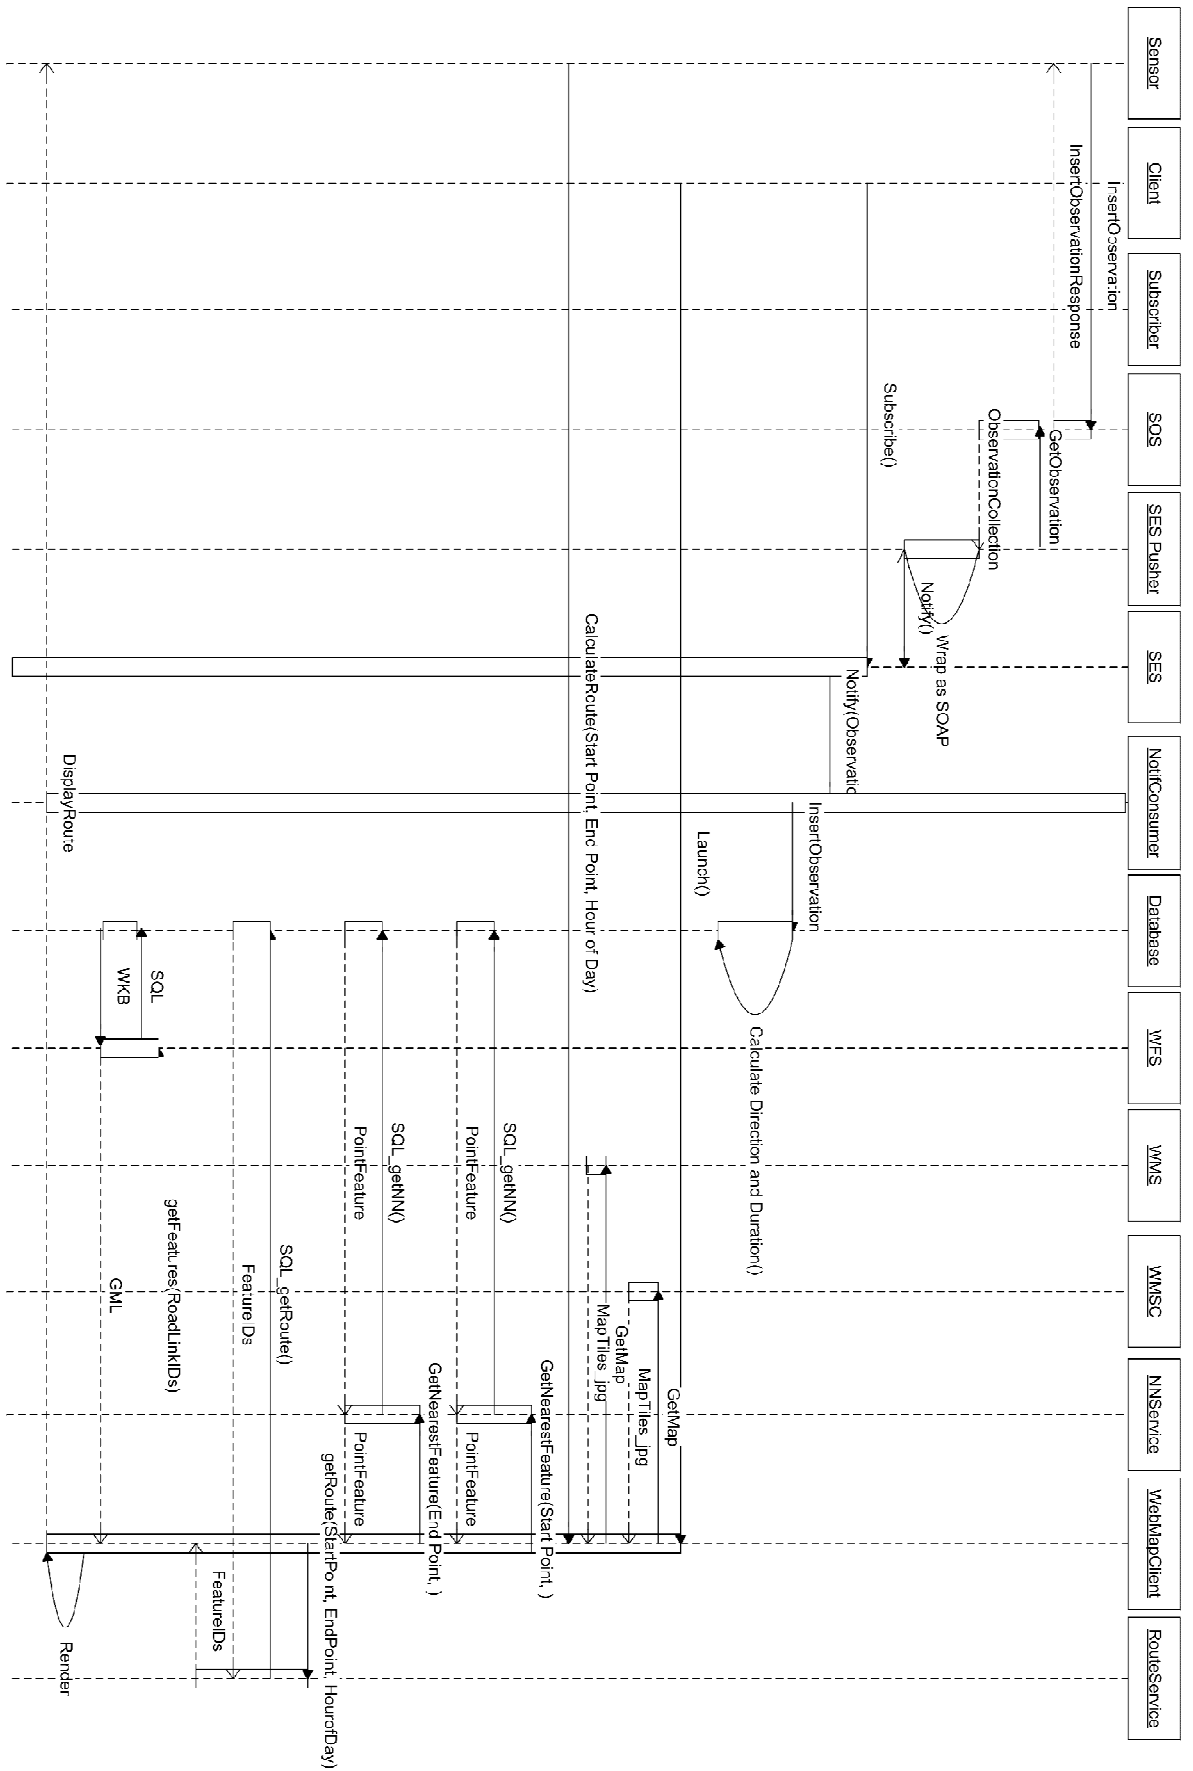 Sensor
Client
Subscriber
SOS
SES Pusher
SES
NotifConsumer
Database
WFS
WMS
WMSC
NNService
WebMapClient
RouteService
InsertObservation
InsertObservationResponse
GetObservation
ObservationCollection
Wrap as SOAP
Notify()
Subscribe()
Notify(Observatio
InsertObservation
Calculate Direction and Duration()
Launch()
GetMap
MapTiles_jpg
GetMap
MapTiles_jpg
CalculateRoute(Start Point, End Point, Hour of Day)
GetNearestFeature(Start Point, )
SQL_getNN()
PointFeature
PointFeature
GetNearestFeature(End Point, )
SQL_getNN()
PointFeature
PointFeature
getRoute(StartPoint, EndPoint, HourofDay)
SQL_getRoute()
FeatureIDs
FeatureIDs
getFeatures(RoadLinkIDs)
SQL
WKB
GML
Render
DisplayRoute